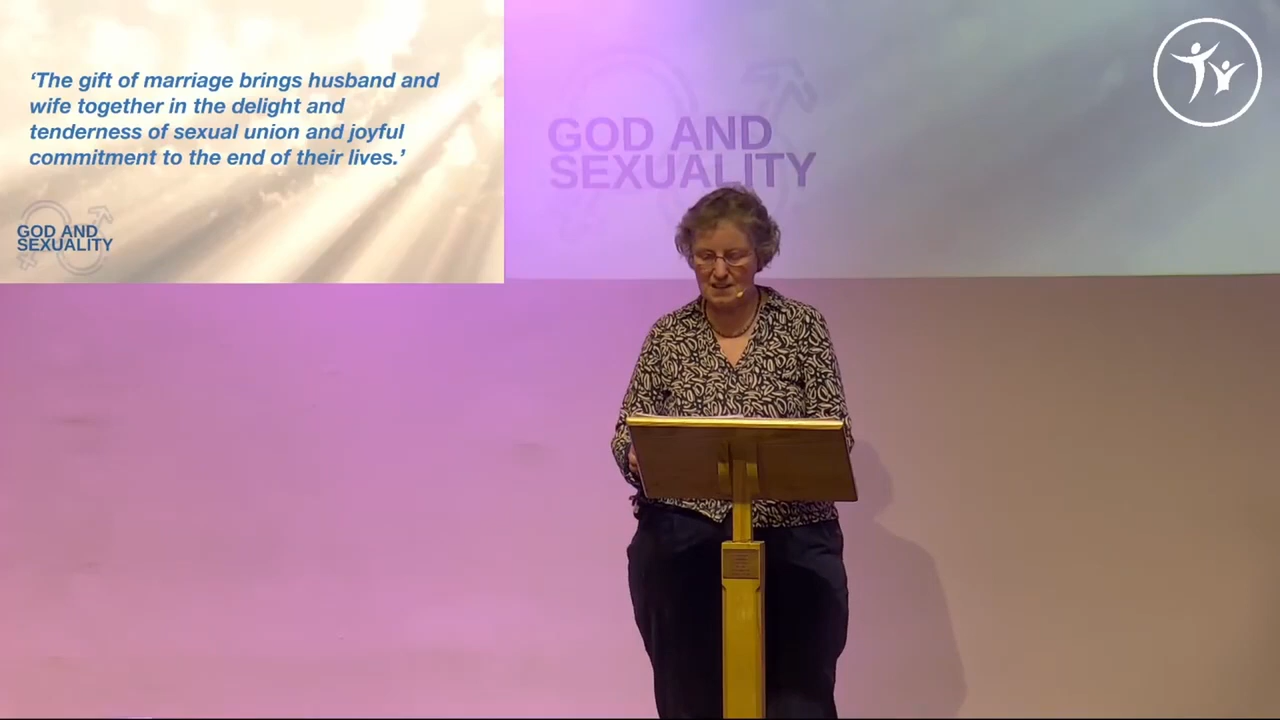 ‘The gift of marriage brings husband and
wife together in the delight and
tenderness of sexual union and joyful
commitment to the end of their lives.’
GOD AND
SEXUALITY
GOD AND
SEXUALITY